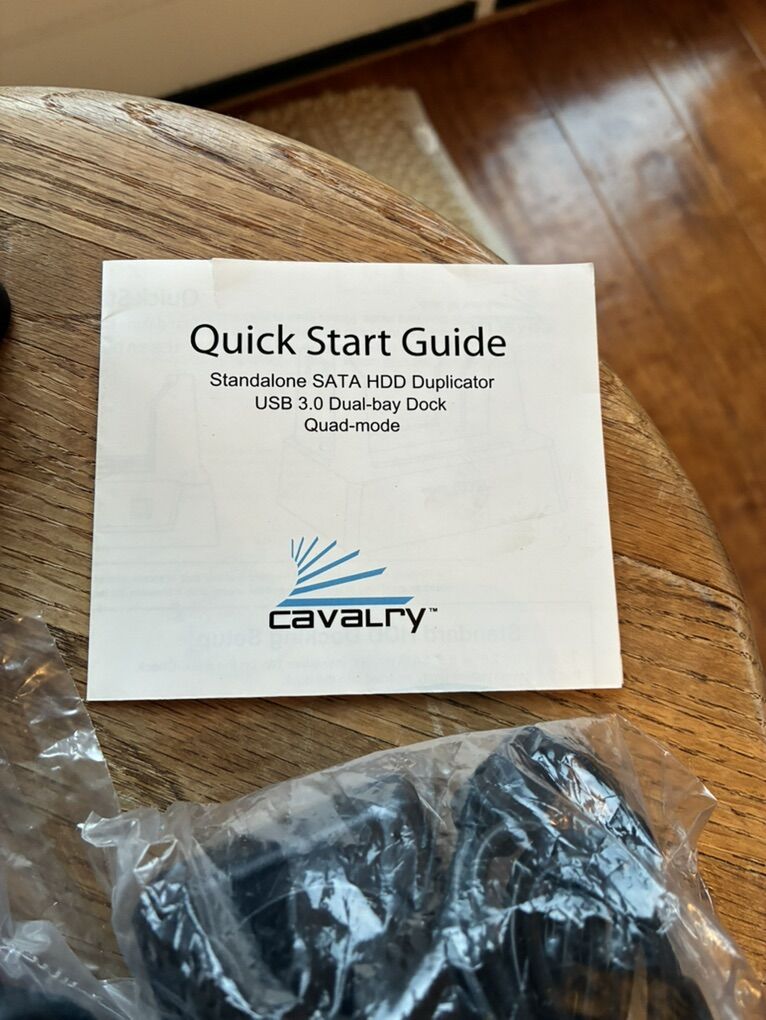 Quick Start Guide
Standalone SATA HDD Duplicator
USB 3.0 Dual-bay Dock
Quad-mode
cavalry™